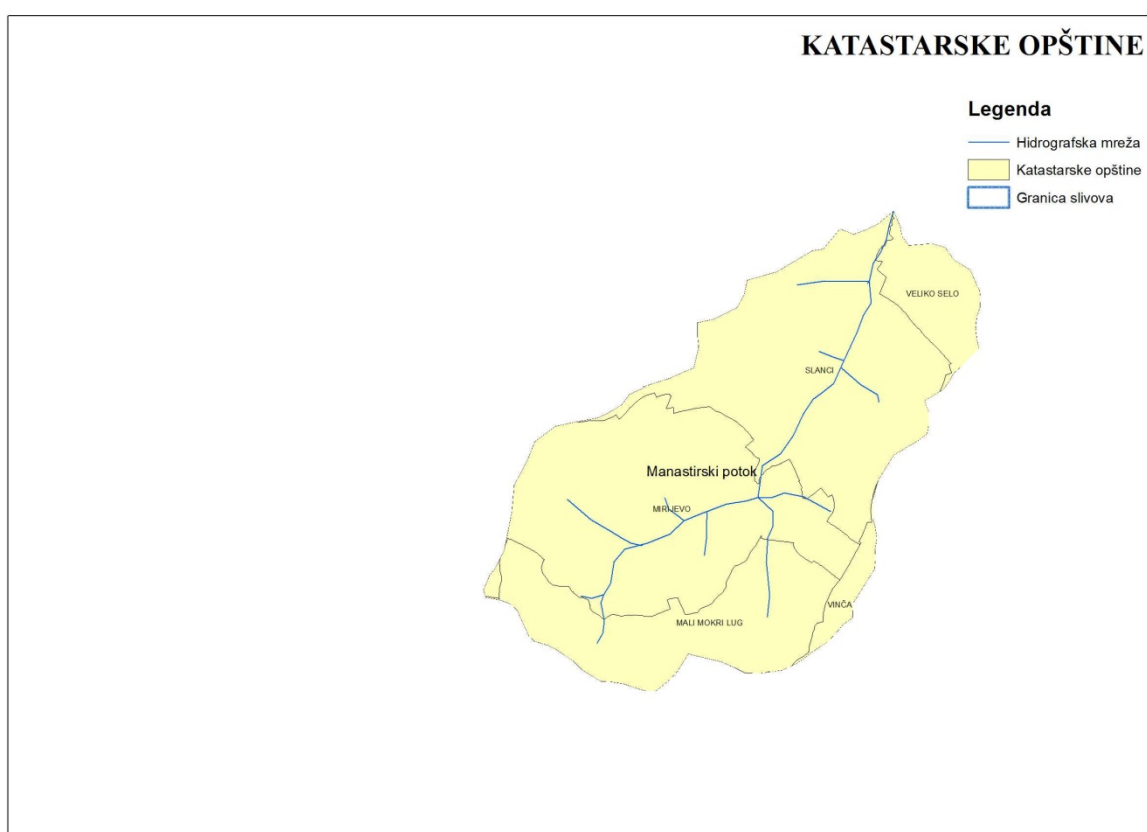 KATASTARSKE OPŠTINE
Legenda
Hidrografska mreža
Katastarske opštine
Granica slivova
VELIKO SELO
SLANCI
Manastirski potok
MIRIJEVO
VINČA
MALI MOKRI LUG